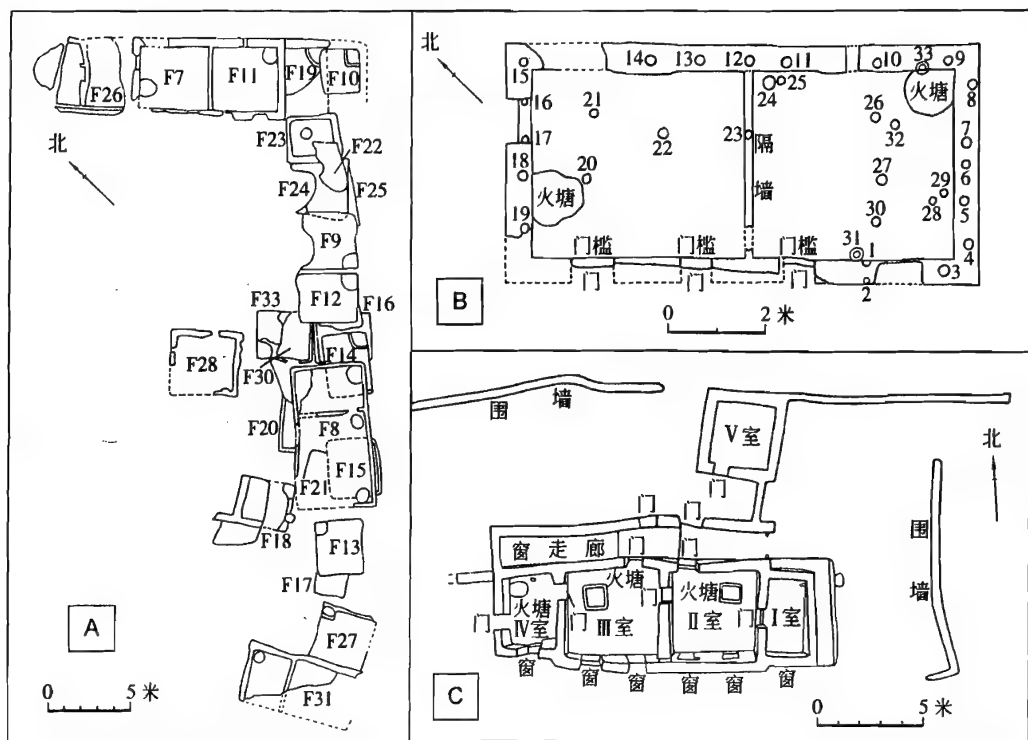 F26
F7
F11
F19
F10
北
F23
F22
F24
F25
F9
F12
F33
F16
F28
F30
F14
F20
F8
F21
F15
F18
F13
F17
F27
F31
A
0 5 米
北
15 14 13 12 11 10 33 9
火塘
16
17
18
19
21
22
20
火塘
23
隔墙
24
25
26
32
27
30
29
28
31
8
7
6
5
4
3
1
2
门槛 门槛 门槛
门 门 门
B
0 2 米
围墙
V室
门
北
围墙
门 门
窗 走廊 门 门
火塘 Ⅳ室
火塘 Ⅲ室
火塘 Ⅱ室
Ⅰ室
门 门 门 门
窗 窗 窗 窗 窗 窗
C
0 5 米